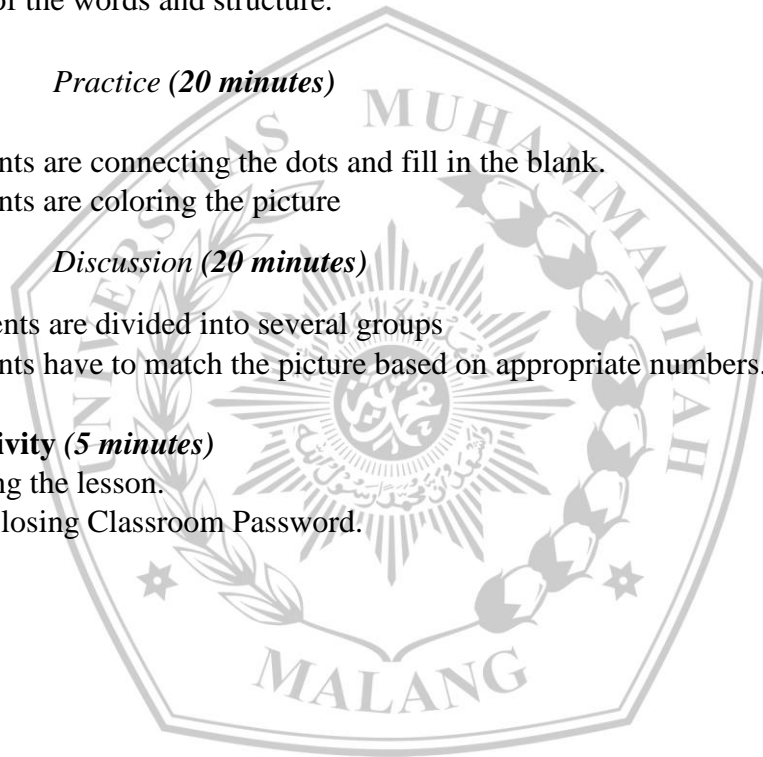 of the words and structure.
Practice (20 minutes)
nts are connecting the dots and fill in the blank.
nts are coloring the picture
Discussion (20 minutes)
ents are divided into several groups
nts have to match the picture based on appropriate numbers.
ivity (5 minutes)
ng the lesson.
losing Classroom Password.
UNIVERSITAS MUHAMMADIYAH
MALANG